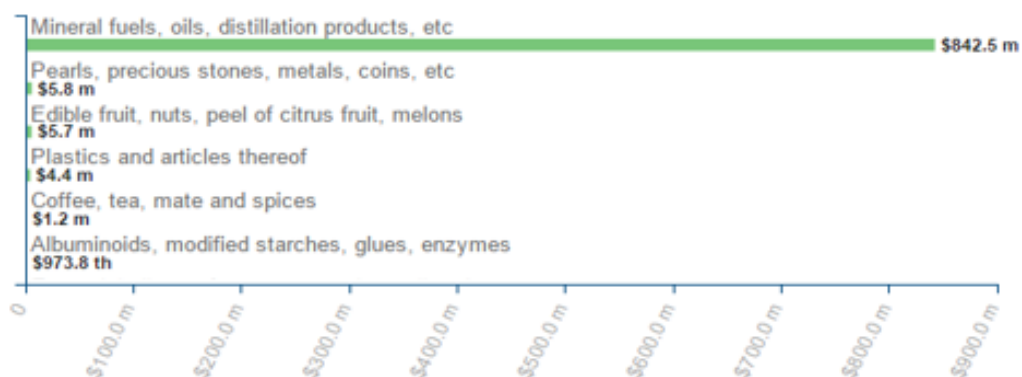 Mineral fuels, oils, distillation products, etc
$842.5 m
Pearls, precious stones, metals, coins, etc
$5.8 m
Edible fruit, nuts, peel of citrus fruit, melons
$5.7 m
Plastics and articles thereof
$4.4 m
Coffee, tea, mate and spices
$1.2 m
Albuminoids, modified starches, glues, enzymes
$973.8 th
0
$100.0 m
$200.0 m
$300.0 m
$400.0 m
$500.0 m
$600.0 m
$700.0 m
$800.0 m
$900.0 m